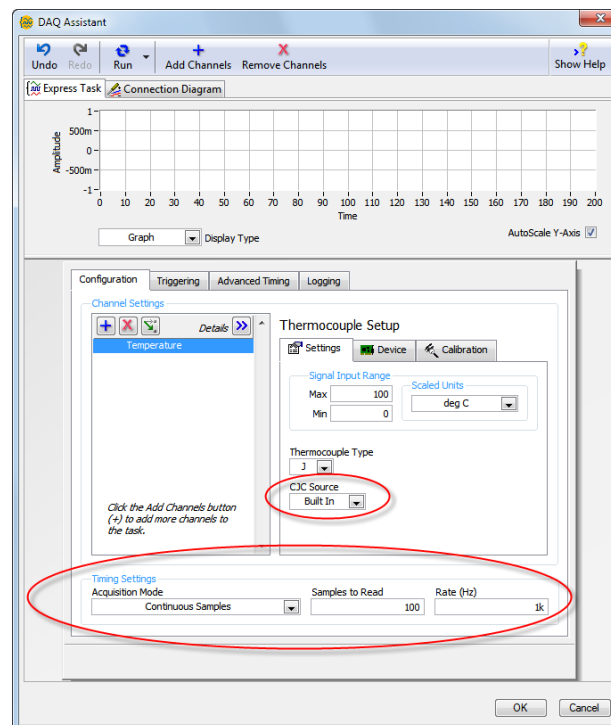 DAQ Assistant
Undo Redo Run Add Channels Remove Channels Show Help
Express Task Connection Diagram
1
500m
0
-500m
-1
Amplitude
0 10 20 30 40 50 60 70 80 90 100 110 120 130 140 150 160 170 180 190 200
Time
Graph Display Type AutoScale Y-Axis
Configuration Triggering Advanced Timing Logging
Channel Settings
Details
Temperature
Click the Add Channels button
(+) to add more channels to
the task.
Thermocouple Setup
Settings Device Calibration
Signal Input Range
Max 100
Min 0
Scaled Units
deg C
Thermocouple Type
J
CJC Source
Built In
Timing Settings
Acquisition Mode Samples to Read Rate (Hz)
Continuous Samples 100 1k
OK Cancel